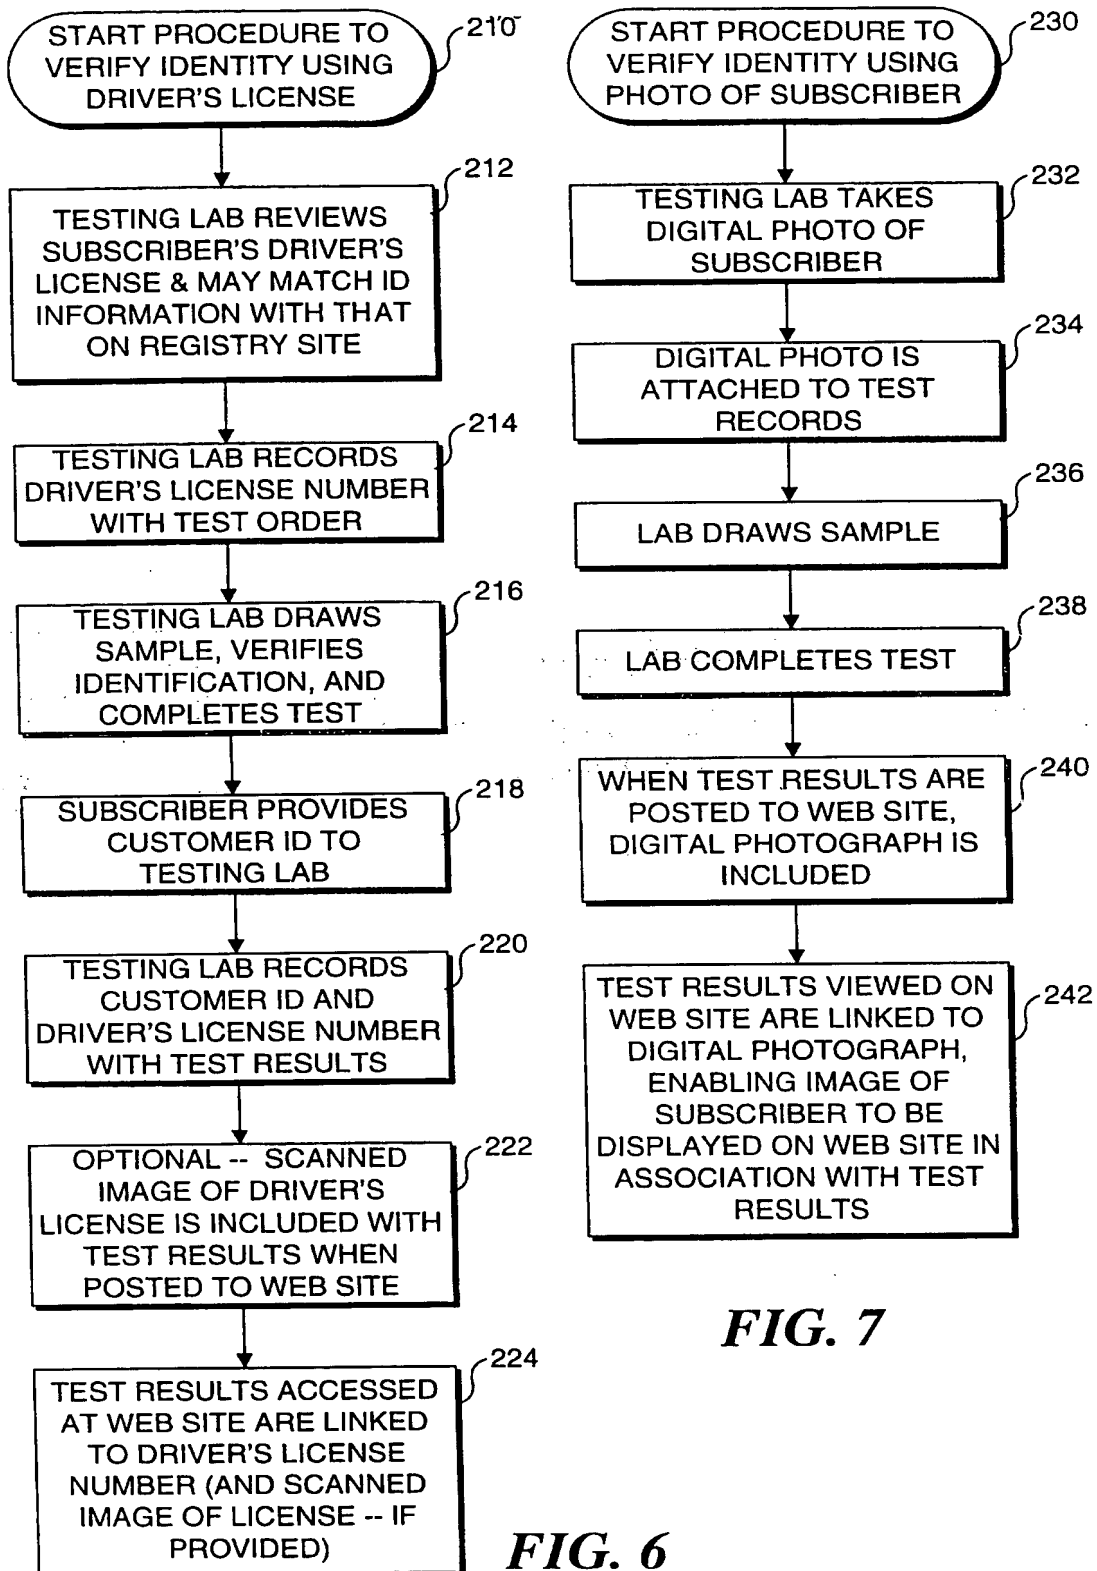 START PROCEDURE TO
VERIFY IDENTITY USING
DRIVER'S LICENSE
210
TESTING LAB REVIEWS
SUBSCRIBER'S DRIVER'S
LICENSE & MAY MATCH ID
INFORMATION WITH THAT
ON REGISTRY SITE
212
TESTING LAB RECORDS
DRIVER'S LICENSE NUMBER
WITH TEST ORDER
214
TESTING LAB DRAWS
SAMPLE, VERIFIES
IDENTIFICATION, AND
COMPLETES TEST
216
SUBSCRIBER PROVIDES
CUSTOMER ID TO
TESTING LAB
218
TESTING LAB RECORDS
CUSTOMER ID AND
DRIVER'S LICENSE NUMBER
WITH TEST RESULTS
220
OPTIONAL -- SCANNED
IMAGE OF DRIVER'S
LICENSE IS INCLUDED WITH
TEST RESULTS WHEN
POSTED TO WEB SITE
222
TEST RESULTS ACCESSED
AT WEB SITE ARE LINKED
TO DRIVER'S LICENSE
NUMBER (AND SCANNED
IMAGE OF LICENSE -- IF
PROVIDED)
224
FIG. 6
START PROCEDURE TO
VERIFY IDENTITY USING
PHOTO OF SUBSCRIBER
230
TESTING LAB TAKES
DIGITAL PHOTO OF
SUBSCRIBER
232
DIGITAL PHOTO IS
ATTACHED TO TEST
RECORDS
234
LAB DRAWS SAMPLE
236
LAB COMPLETES TEST
238
WHEN TEST RESULTS ARE
POSTED TO WEB SITE,
DIGITAL PHOTOGRAPH IS
INCLUDED
240
TEST RESULTS VIEWED ON
WEB SITE ARE LINKED TO
DIGITAL PHOTOGRAPH,
ENABLING IMAGE OF
SUBSCRIBER TO BE
DISPLAYED ON WEB SITE IN
ASSOCIATION WITH TEST
RESULTS
242
FIG. 7